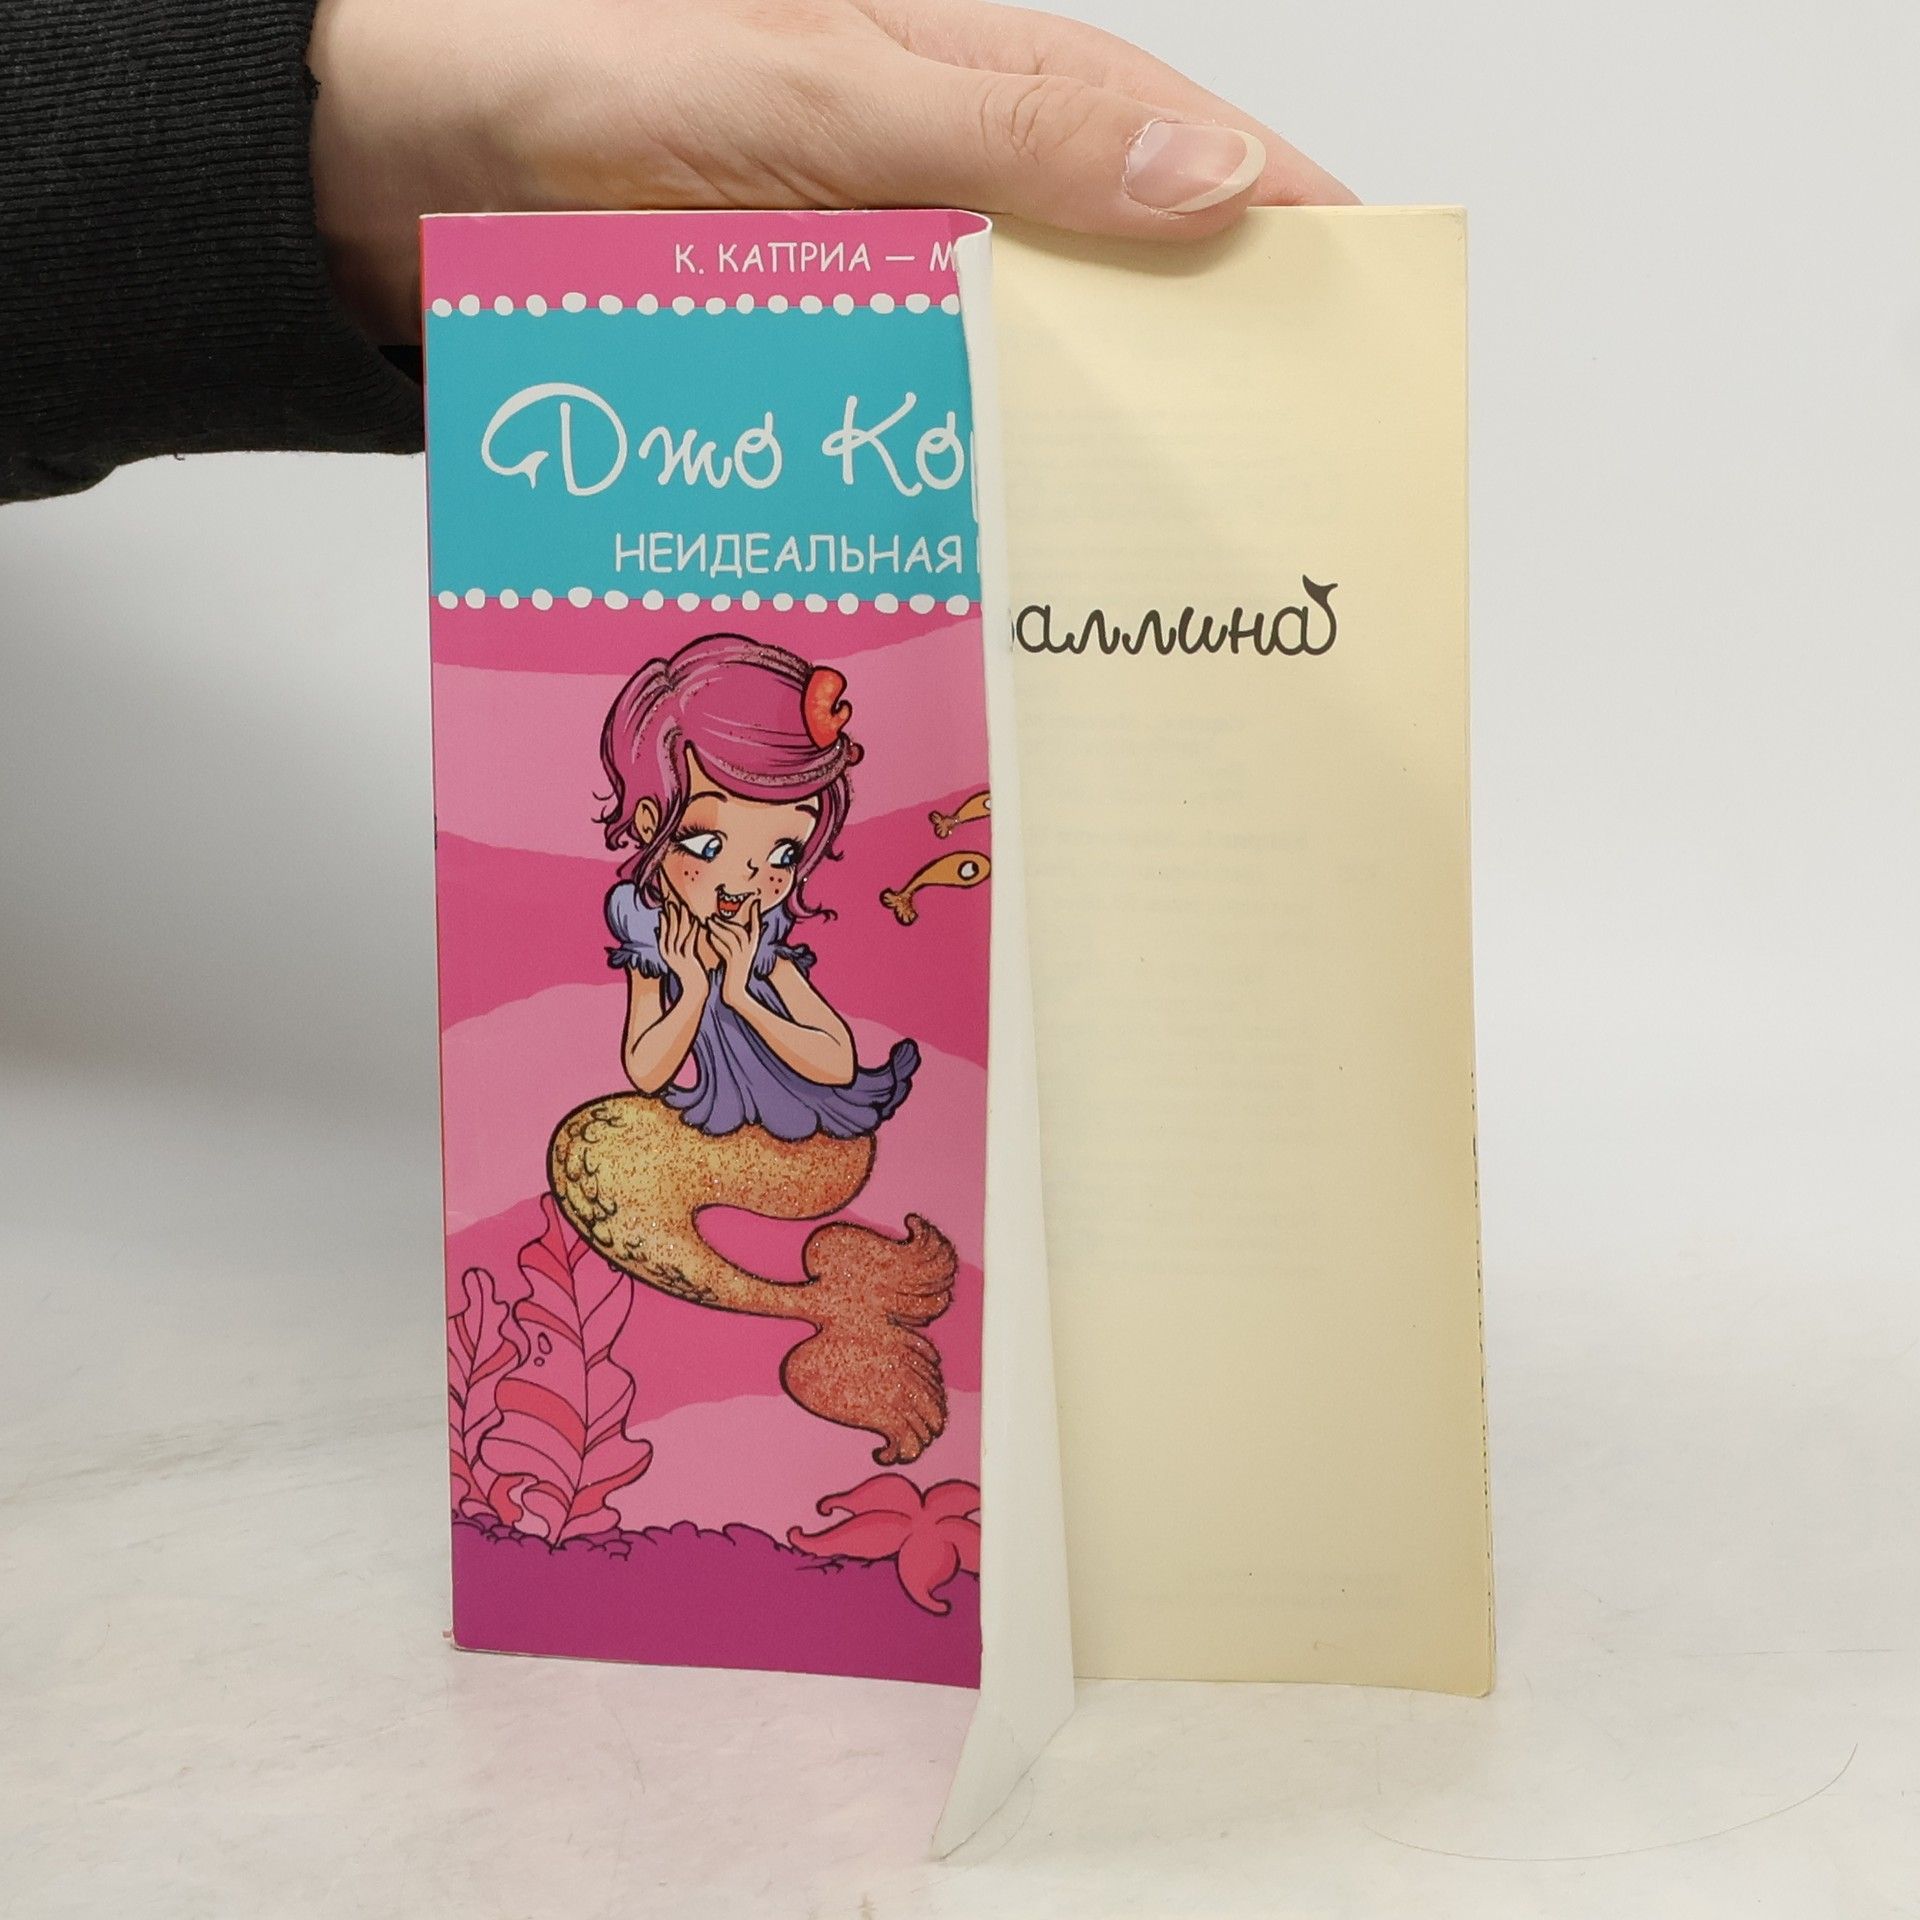 К. КАПРИА — М
Джо Кор
НЕИДЕАЛЬНАЯ
аллина